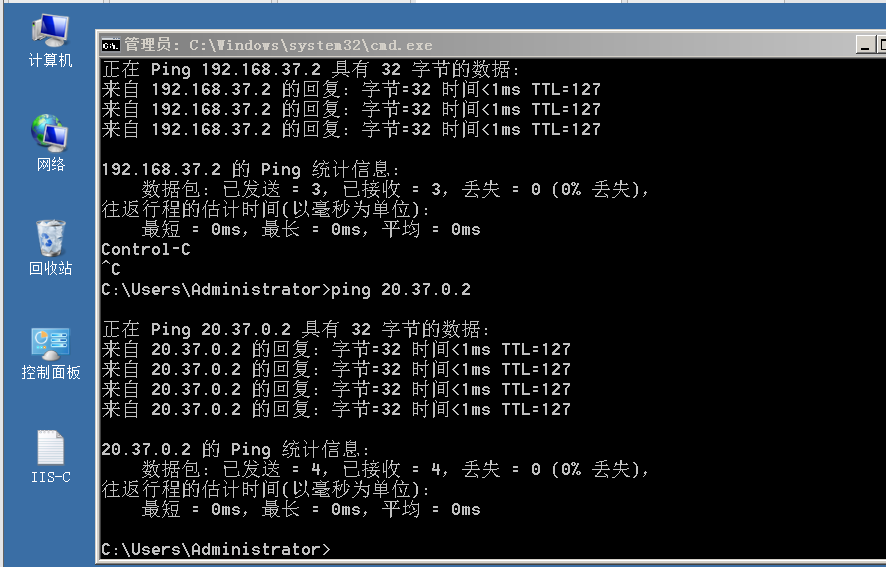 计算机
网络
回收站
控制面板
IIS-C
管理员: C:\Windows\system32\cmd.exe
正在 Ping 192.168.37.2 具有 32 字节的数据:
来自 192.168.37.2 的回复: 字节=32 时间<1ms TTL=127
来自 192.168.37.2 的回复: 字节=32 时间<1ms TTL=127
来自 192.168.37.2 的回复: 字节=32 时间<1ms TTL=127
192.168.37.2 的 Ping 统计信息:
数据包: 已发送 = 3，已接收 = 3，丢失 = 0 (0% 丢失)，
往返行程的估计时间(以毫秒为单位):
最短 = 0ms，最长 = 0ms，平均 = 0ms
Control-C
^C
C:\Users\Administrator>ping 20.37.0.2
正在 Ping 20.37.0.2 具有 32 字节的数据:
来自 20.37.0.2 的回复: 字节=32 时间<1ms TTL=127
来自 20.37.0.2 的回复: 字节=32 时间<1ms TTL=127
来自 20.37.0.2 的回复: 字节=32 时间<1ms TTL=127
来自 20.37.0.2 的回复: 字节=32 时间<1ms TTL=127
20.37.0.2 的 Ping 统计信息:
数据包: 已发送 = 4，已接收 = 4，丢失 = 0 (0% 丢失)，
往返行程的估计时间(以毫秒为单位):
最短 = 0ms，最长 = 0ms，平均 = 0ms
C:\Users\Administrator>